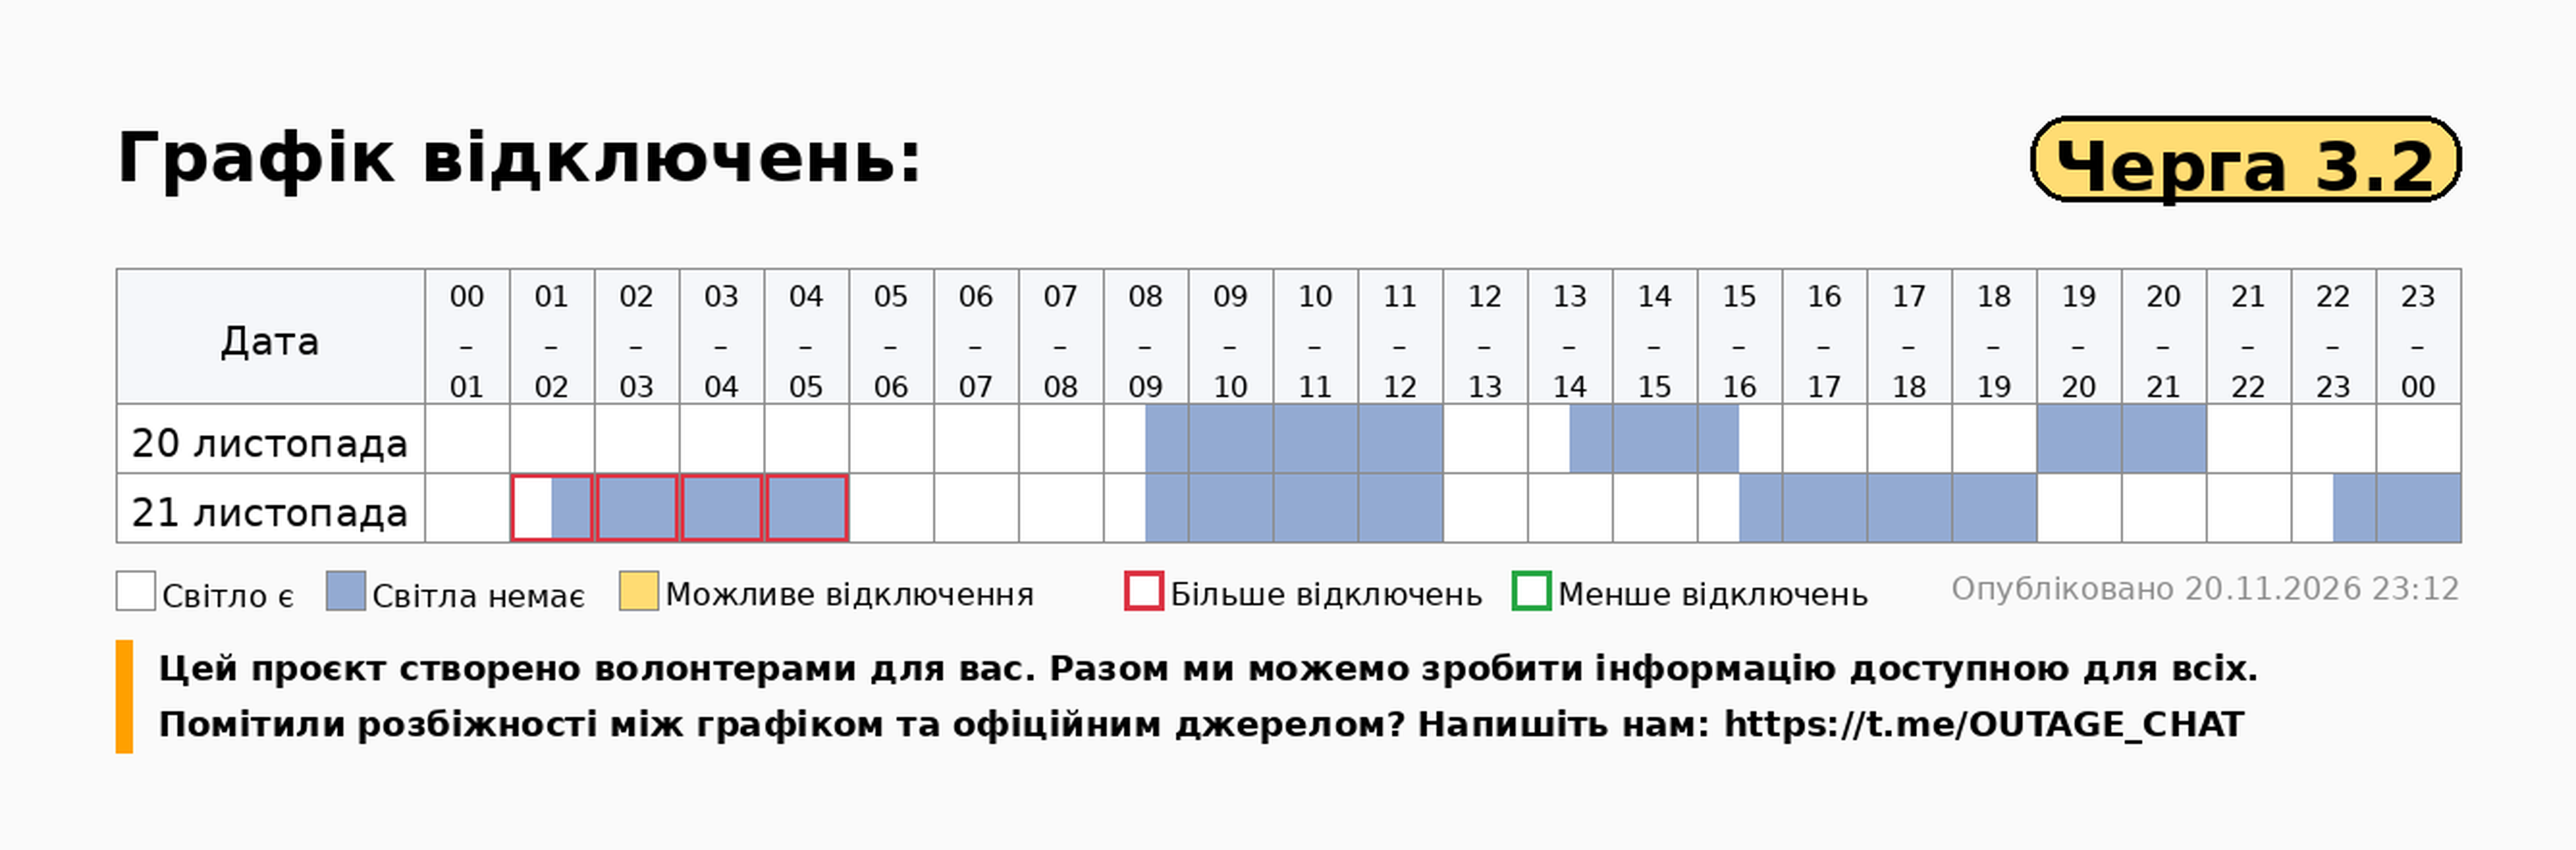 Графік відключень:
Черга 3.2
Дата
00 – 01
01 – 02
02 – 03
03 – 04
04 – 05
05 – 06
06 – 07
07 – 08
08 – 09
09 – 10
10 – 11
11 – 12
12 – 13
13 – 14
14 – 15
15 – 16
16 – 17
17 – 18
18 – 19
19 – 20
20 – 21
21 – 22
22 – 23
23 – 00
20 листопада
21 листопада
Світло є
Світла немає
Можливе відключення
Більше відключень
Менше відключень
Опубліковано 20.11.2026 23:12
Цей проєкт створено волонтерами для вас. Разом ми можемо зробити інформацію доступною для всіх.
Помітили розбіжності між графіком та офіційним джерелом? Напишіть нам: https://t.me/OUTAGE_CHAT